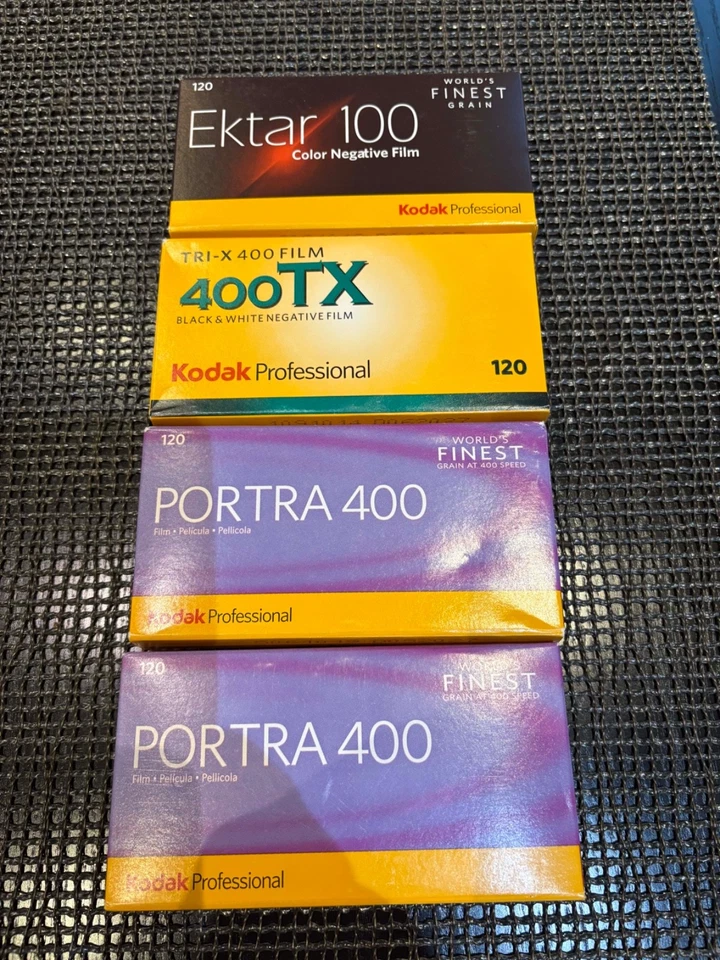 120
WORLD'S
FINEST
GRAIN
Ektar 100
Color Negative Film
Kodak Professional
TRI-X 400 FILM
400TX
BLACK & WHITE NEGATIVE FILM
Kodak Professional
120
120
WORLD'S
FINEST
GRAIN AT 400 SPEED
PORTRA 400
Film • Película • Pellicola
Kodak Professional
120
WORLD'S
FINEST
GRAIN AT 400 SPEED
PORTRA 400
Film • Película • Pellicola
Kodak Professional